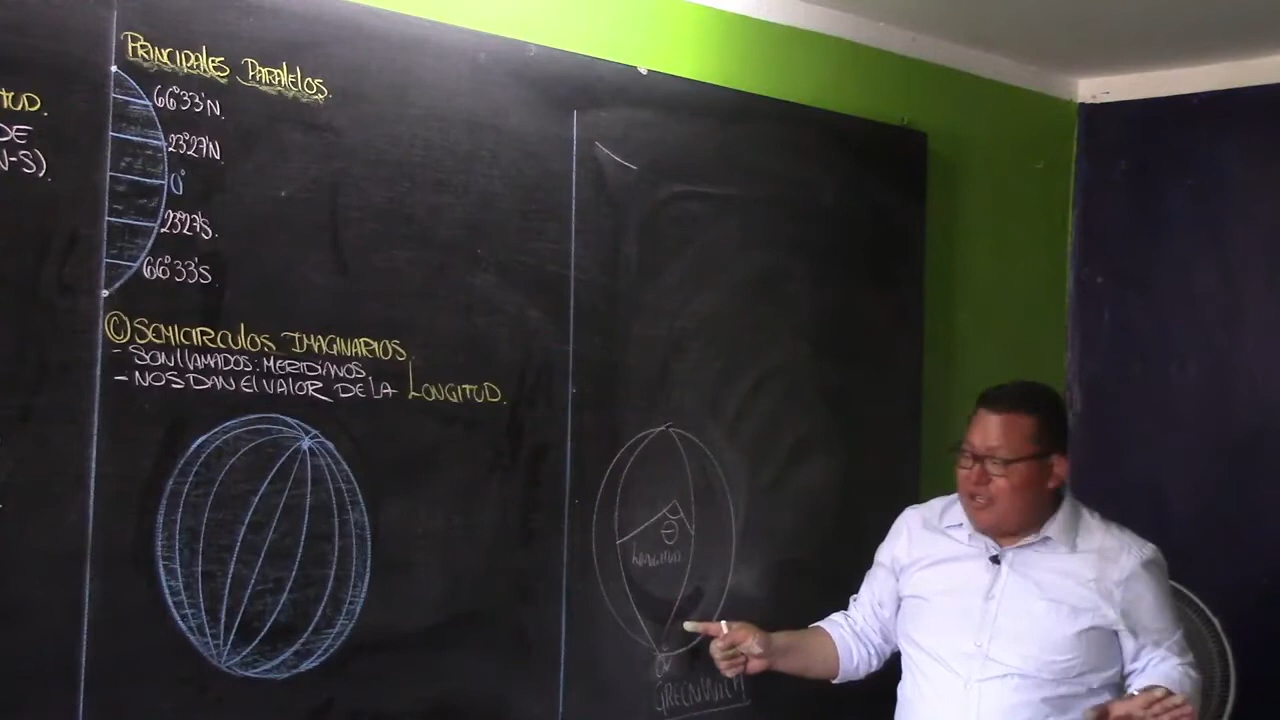 TUD.
DE
N-S).
PRINCIPALES PARALELOS.
66°33'N.
23°27'N.
0°
23°27'S.
66°33'S.
Ⓒ SEMICIRCULOS IMAGINARIOS.
- SON LLAMADOS: MERIDIANOS
- NOS DAN El VALOR DE LA LONGITUD.
θ
LONGITUD
0°
GREENWICH